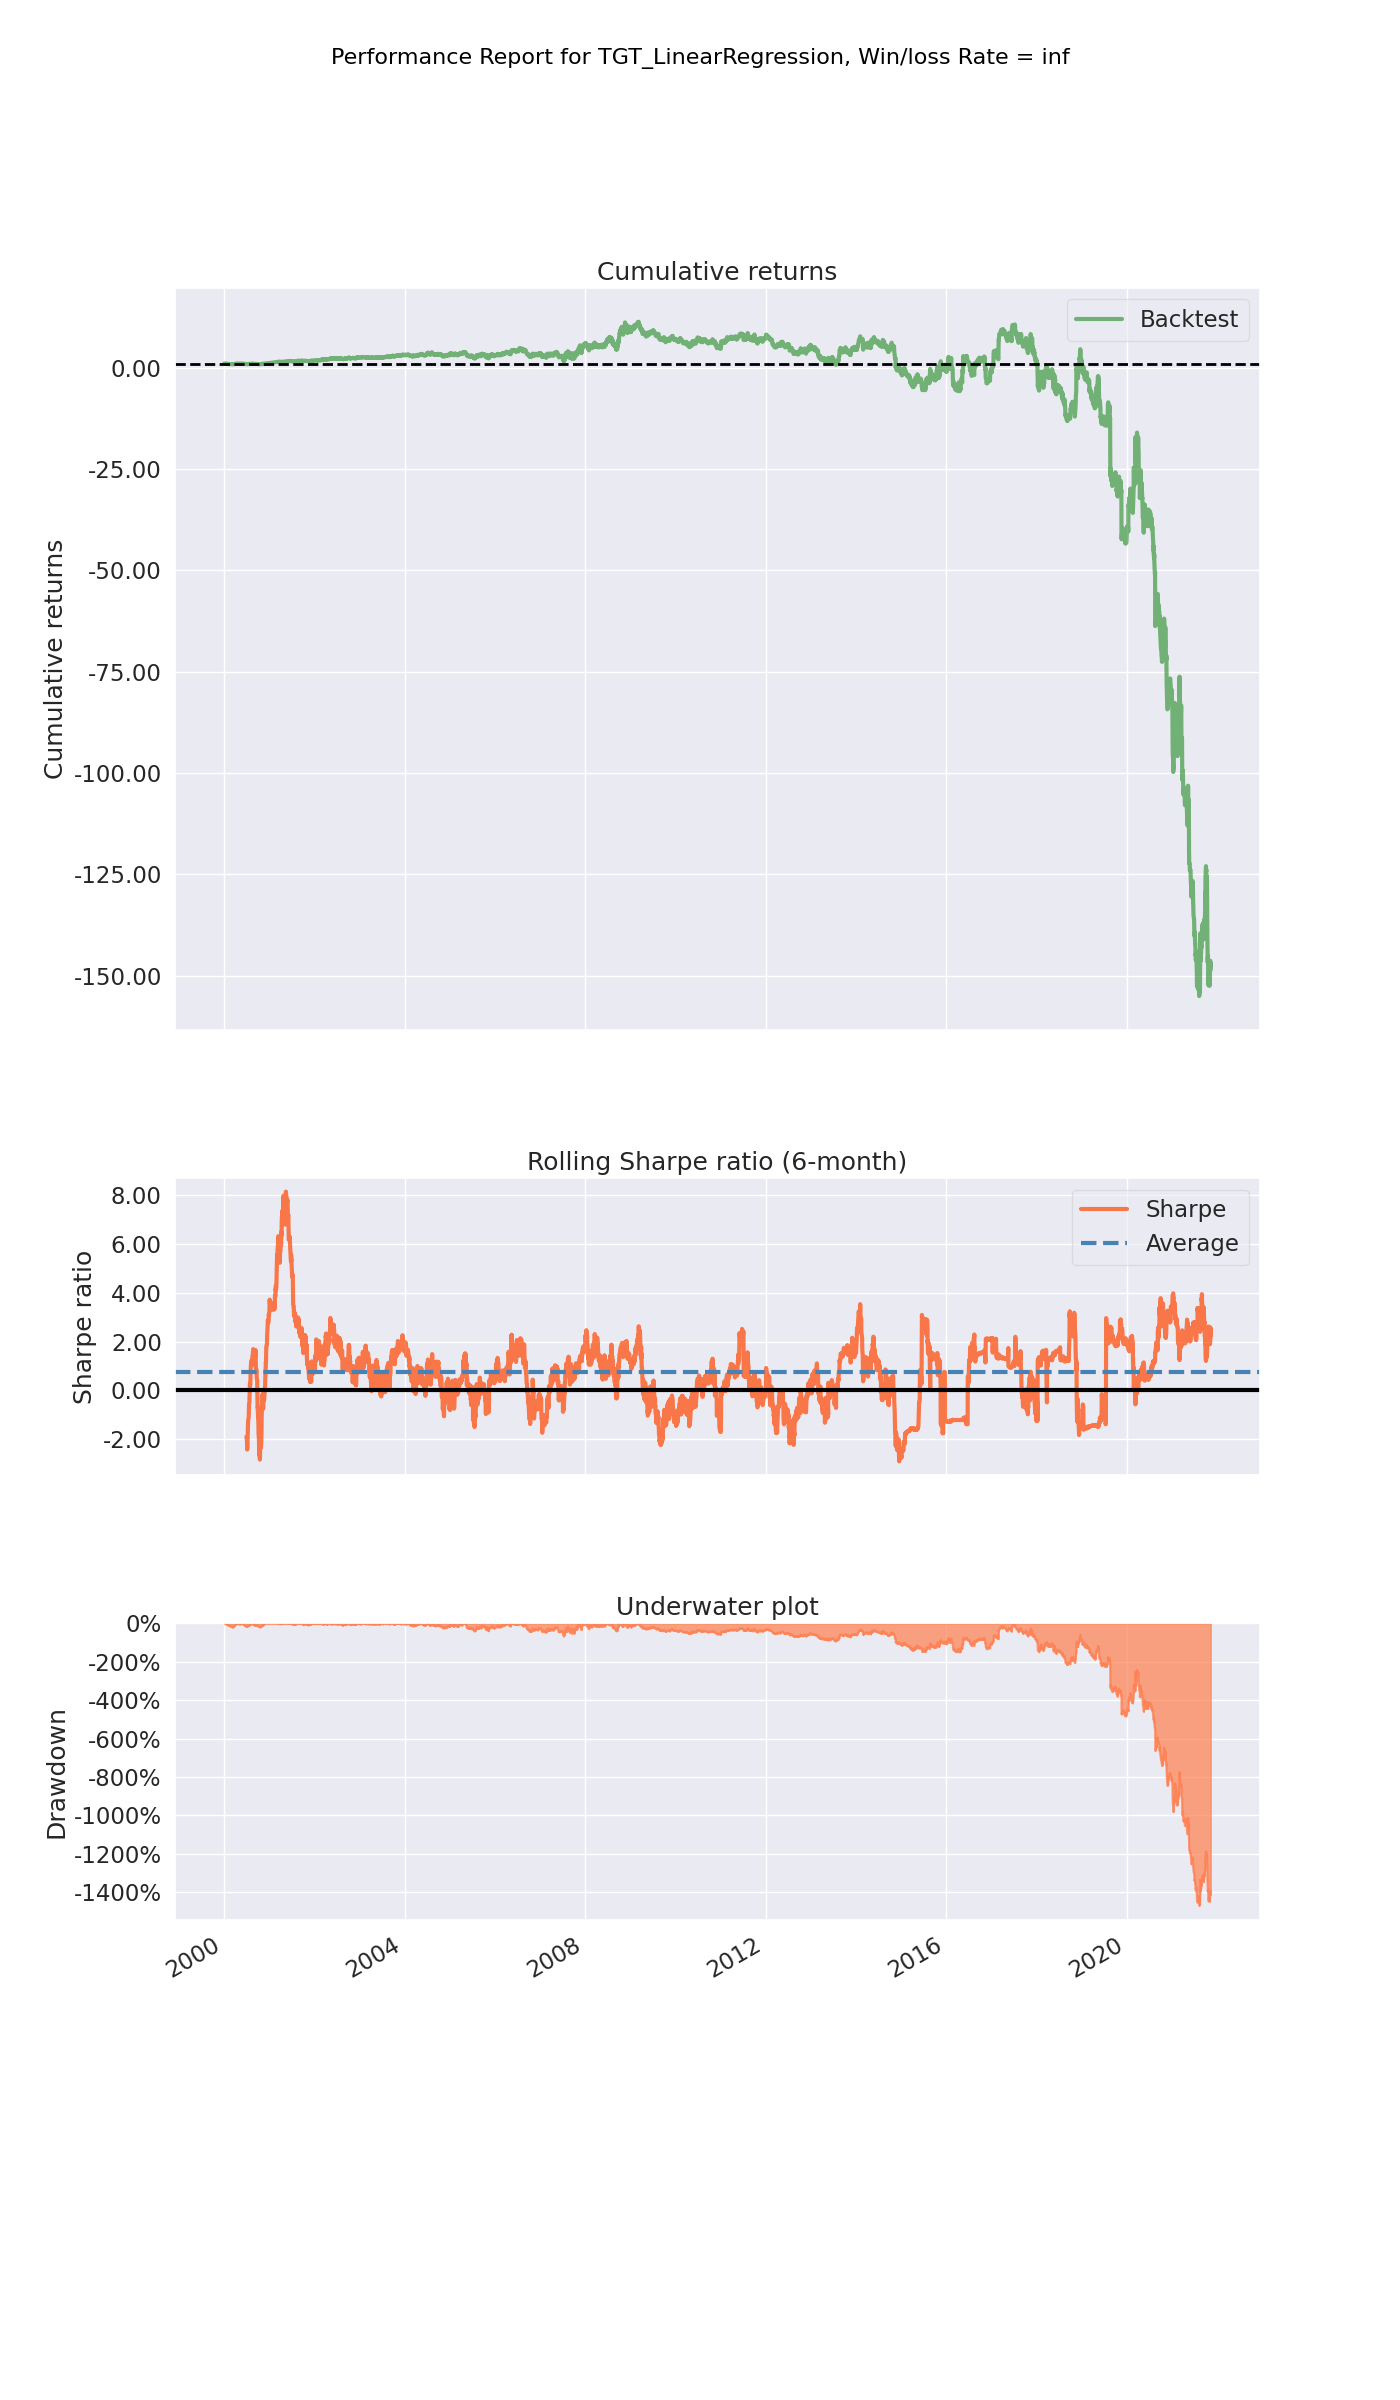 Performance Report for TGT_LinearRegression, Win/loss Rate = inf
Cumulative returns
Backtest
Cumulative returns
0.00
-25.00
-50.00
-75.00
-100.00
-125.00
-150.00
Rolling Sharpe ratio (6-month)
Sharpe
Average
Sharpe ratio
8.00
6.00
4.00
2.00
0.00
-2.00
Underwater plot
Drawdown
0%
-200%
-400%
-600%
-800%
-1000%
-1200%
-1400%
2000
2004
2008
2012
2016
2020